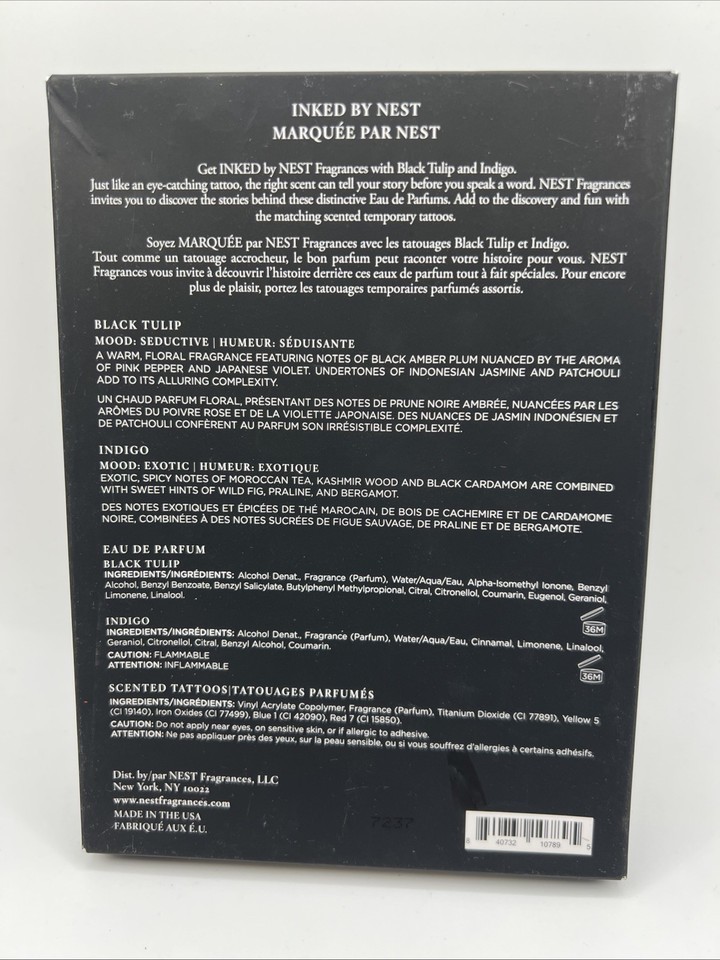 INKED BY NEST
MARQUÉE PAR NEST
Get INKED by NEST Fragrances with Black Tulip and Indigo.
Just like an eye-catching tattoo, the right scent can tell your story before you speak a word. NEST Fragrances
invites you to discover the stories behind these distinctive Eau de Parfums. Add to the discovery and fun with
the matching scented temporary tattoos.
Soyez MARQUÉE par NEST Fragrances avec les tatouages Black Tulip et Indigo.
Tout comme un tatouage accrocheur, le bon parfum peut raconter votre histoire pour vous. NEST
Fragrances vous invite à découvrir l'histoire derrière ces eaux de parfum tout à fait spéciales. Pour encore
plus de plaisir, portez les tatouages temporaires parfumés assortis.
BLACK TULIP
MOOD: SEDUCTIVE | HUMEUR: SÉDUISANTE
A WARM, FLORAL FRAGRANCE FEATURING NOTES OF BLACK AMBER PLUM NUANCED BY THE AROMA
OF PINK PEPPER AND JAPANESE VIOLET. UNDERTONES OF INDONESIAN JASMINE AND PATCHOULI
ADD TO ITS ALLURING COMPLEXITY.
UN CHAUD PARFUM FLORAL, PRÉSENTANT DES NOTES DE PRUNE NOIRE AMBRÉE, NUANCÉES PAR LES
ARÔMES DU POIVRE ROSE ET DE LA VIOLETTE JAPONAISE. DES NUANCES DE JASMIN INDONÉSIEN ET
DE PATCHOULI CONFÈRENT AU PARFUM SON IRRÉSISTIBLE COMPLEXITÉ.
INDIGO
MOOD: EXOTIC | HUMEUR: EXOTIQUE
EXOTIC, SPICY NOTES OF MOROCCAN TEA, KASHMIR WOOD AND BLACK CARDAMOM ARE COMBINED
WITH SWEET HINTS OF WILD FIG, PRALINE, AND BERGAMOT.
DES NOTES EXOTIQUES ET ÉPICÉES DE THÉ MAROCAIN, DE BOIS DE CACHEMIRE ET DE CARDAMOME
NOIRE, COMBINÉES À DES NOTES SUCRÉES DE FIGUE SAUVAGE, DE PRALINE ET DE BERGAMOTE.
EAU DE PARFUM
BLACK TULIP
INGREDIENTS/INGRÉDIENTS: Alcohol Denat., Fragrance (Parfum), Water/Aqua/Eau, Alpha-Isomethyl Ionone, Benzyl
Alcohol, Benzyl Benzoate, Benzyl Salicylate, Butylphenyl Methylpropional, Citral, Citronellol, Coumarin, Eugenol, Geraniol,
Limonene, Linalool.
36M
INDIGO
INGREDIENTS/INGRÉDIENTS: Alcohol Denat., Fragrance (Parfum), Water/Aqua/Eau, Cinnamal, Limonene, Linalool,
Geraniol, Citronellol, Citral, Benzyl Alcohol, Coumarin.
CAUTION: FLAMMABLE
ATTENTION: INFLAMMABLE
36M
SCENTED TATTOOS|TATOUAGES PARFUMÉS
INGREDIENTS/INGRÉDIENTS: Vinyl Acrylate Copolymer, Fragrance (Parfum), Titanium Dioxide (CI 77891), Yellow 5
(CI 19140), Iron Oxides (CI 77499), Blue 1 (CI 42090), Red 7 (CI 15850).
CAUTION: Do not apply near eyes, on sensitive skin, or if allergic to adhesive.
ATTENTION: Ne pas appliquer près des yeux, sur la peau sensible, ou si vous souffrez d'allergies à certains adhésifs.
Dist. by/par NEST Fragrances, LLC
New York, NY 10022
www.nestfragrances.com
MADE IN THE USA
FABRIQUÉ AUX É.U.
7237
8 40732 10789 5